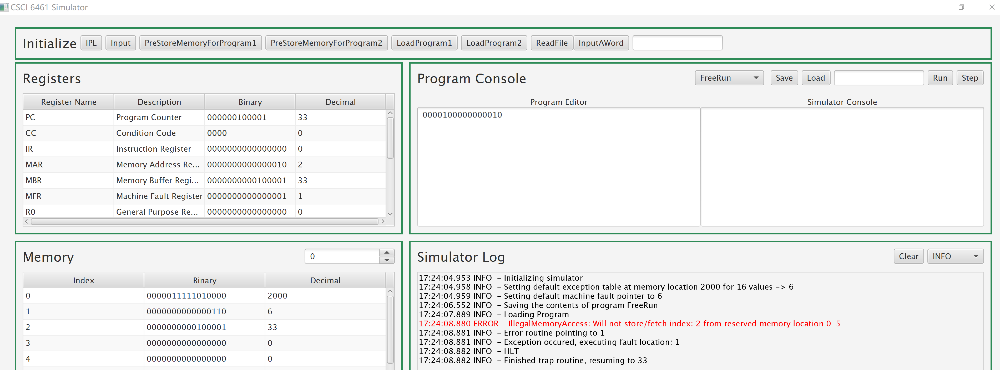 CSCI 6461 Simulator
Initialize IPL Input PreStoreMemoryForProgram1 PreStoreMemoryForProgram2 LoadProgram1 LoadProgram2 ReadFile InputAWord
Registers
Register Name Description Binary Decimal
PC Program Counter 000000100001 33
CC Condition Code 0000 0
IR Instruction Register 0000000000000000 0
MAR Memory Address Re... 0000000000000010 2
MBR Memory Buffer Regi... 0000000000100001 33
MFR Machine Fault Register 0000000000000001 1
R0 General Purpose Re... 0000000000000000 0
Program Console FreeRun Save Load Run Step
Program Editor Simulator Console
0000100000000010
Memory 0
Index Binary Decimal
0 0000011111010000 2000
1 0000000000000110 6
2 0000000000100001 33
3 0000000000000000 0
4 0000000000000000 0
Simulator Log Clear INFO
17:24:04.953 INFO – Initializing simulator
17:24:04.958 INFO – Setting default exception table at memory location 2000 for 16 values –> 6
17:24:04.959 INFO – Setting default machine fault pointer to 6
17:24:06.552 INFO – Saving the contents of program FreeRun
17:24:07.889 INFO – Loading Program
17:24:08.880 ERROR – IllegalMemoryAccess: Will not store/fetch index: 2 from reserved memory location 0–5
17:24:08.881 INFO – Error routine pointing to 1
17:24:08.881 INFO – Exception occured, executing fault location: 1
17:24:08.882 INFO – HLT
17:24:08.882 INFO – Finished trap routine, resuming to 33